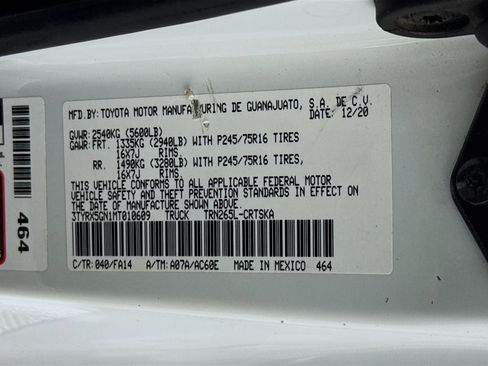 MFD.BY:TOYOTA MOTOR MANUFACTURING DE GUANAJUATO, S.A. DE C.V.
DATE: 12/20
GVWR: 2540KG (5600LB)
GAWR: FRT. 1335KG (2940LB) WITH P245/75R16 TIRES
16X7J RIMS,
RR. 1490KG (3280LB) WITH P245/75R16 TIRES,
16X7J RIMS
THIS VEHICLE CONFORMS TO ALL APPLICABLE FEDERAL MOTOR
VEHICLE SAFETY AND THEFT PREVENTION STANDARDS IN EFFECT
ON THE DATE OF MANUFACTURE SHOWN ABOVE.
3TYRX5GN1MT010609 TRUCK TRN265L-CRTSKA
C/TR: 040/FA14 A/TM: A07A/AC60E MADE IN MEXICO 464
464